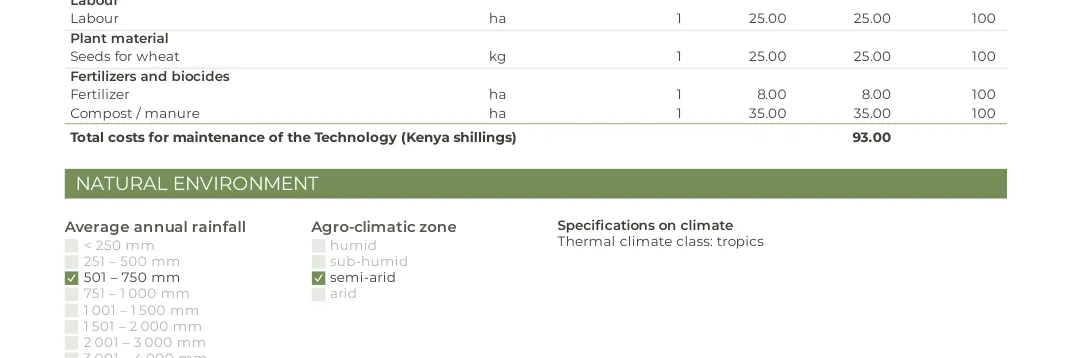 Labour
Labour ha 1 25.00 25.00 100
Plant material
Seeds for wheat kg 1 25.00 25.00 100
Fertilizers and biocides
Fertilizer ha 1 8.00 8.00 100
Compost / manure ha 1 35.00 35.00 100
Total costs for maintenance of the Technology (Kenya shillings) 93.00
NATURAL ENVIRONMENT
Average annual rainfall
< 250 mm
251 – 500 mm
501 – 750 mm
751 – 1 000 mm
1 001 – 1 500 mm
1 501 – 2 000 mm
2 001 – 3 000 mm
3 001 – 4 000 mm
Agro-climatic zone
humid
sub-humid
semi-arid
arid
Specifications on climate
Thermal climate class: tropics